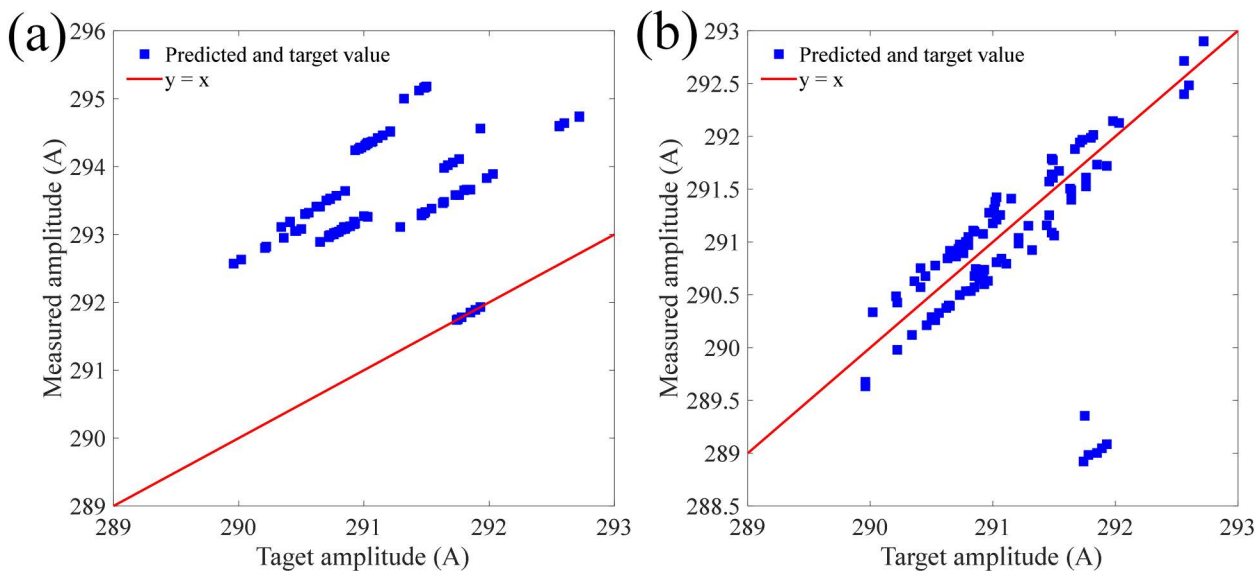 (a)
296
295
294
293
292
291
290
289
289 290 291 292 293
Measured amplitude (A)
Taget amplitude (A)
Predicted and target value
y = x
(b)
293
292.5
292
291.5
291
290.5
290
289.5
289
288.5
289 290 291 292 293
Measured amplitude (A)
Target amplitude (A)
Predicted and target value
y = x